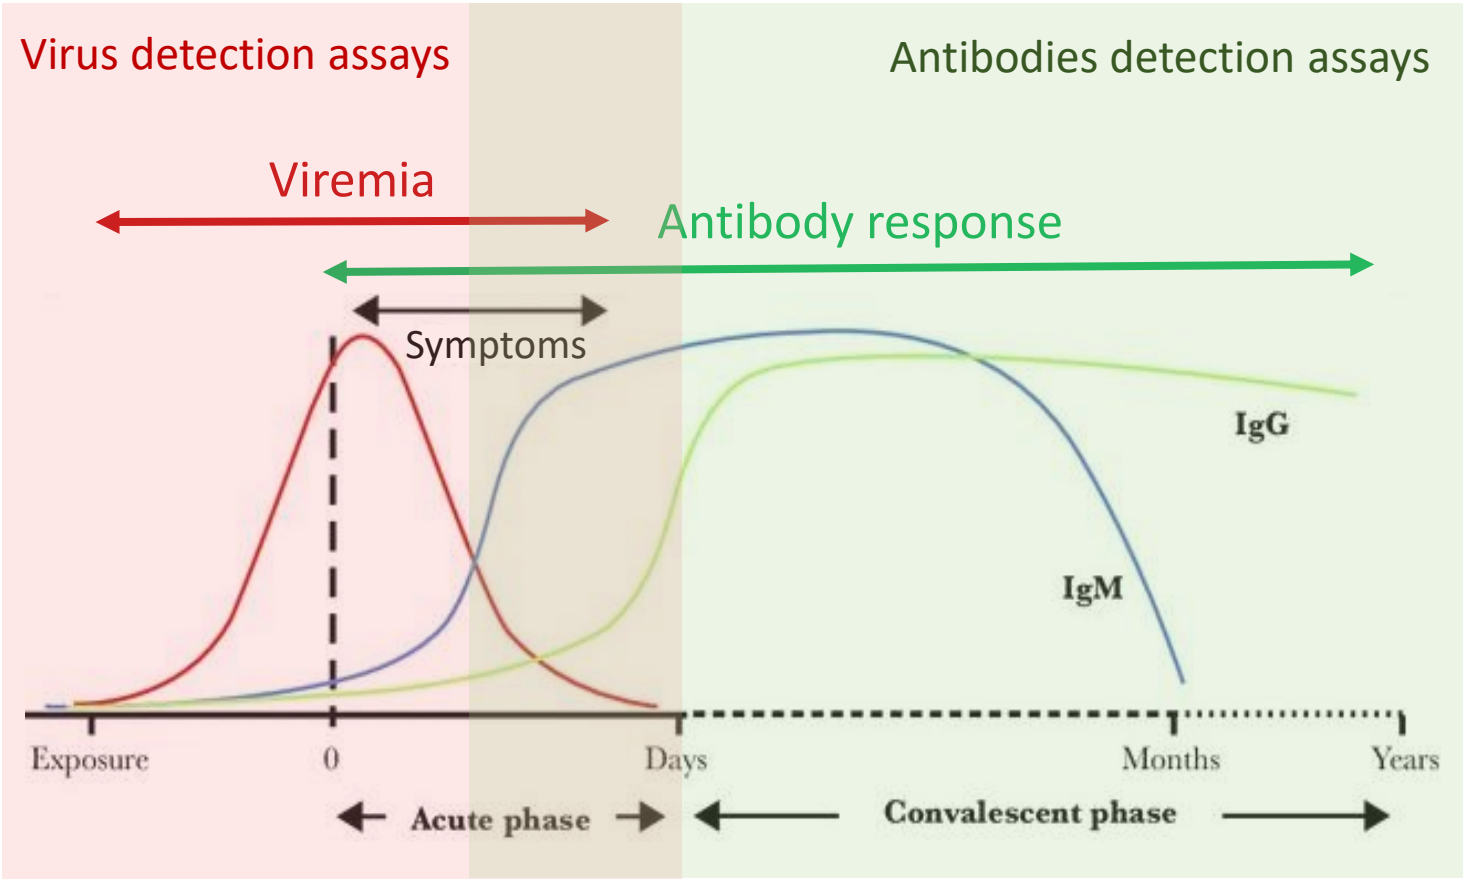 Virus detection assays
Antibodies detection assays
Viremia
Antibody response
Symptoms
IgG
IgM
Exposure
0
Days
Months
Years
Acute phase
Convalescent phase